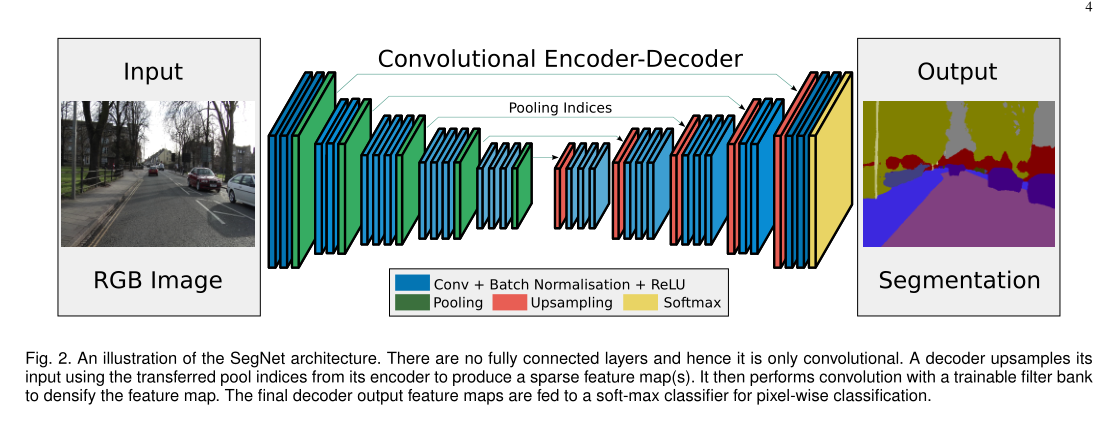 4
Input
Convolutional Encoder-Decoder
Output
Pooling Indices
RGB Image
Segmentation
Conv + Batch Normalisation + ReLU
Pooling Upsampling Softmax
Fig. 2. An illustration of the SegNet architecture. There are no fully connected layers and hence it is only convolutional. A decoder upsamples its
input using the transferred pool indices from its encoder to produce a sparse feature map(s). It then performs convolution with a trainable filter bank
to densify the feature map. The final decoder output feature maps are fed to a soft-max classifier for pixel-wise classification.